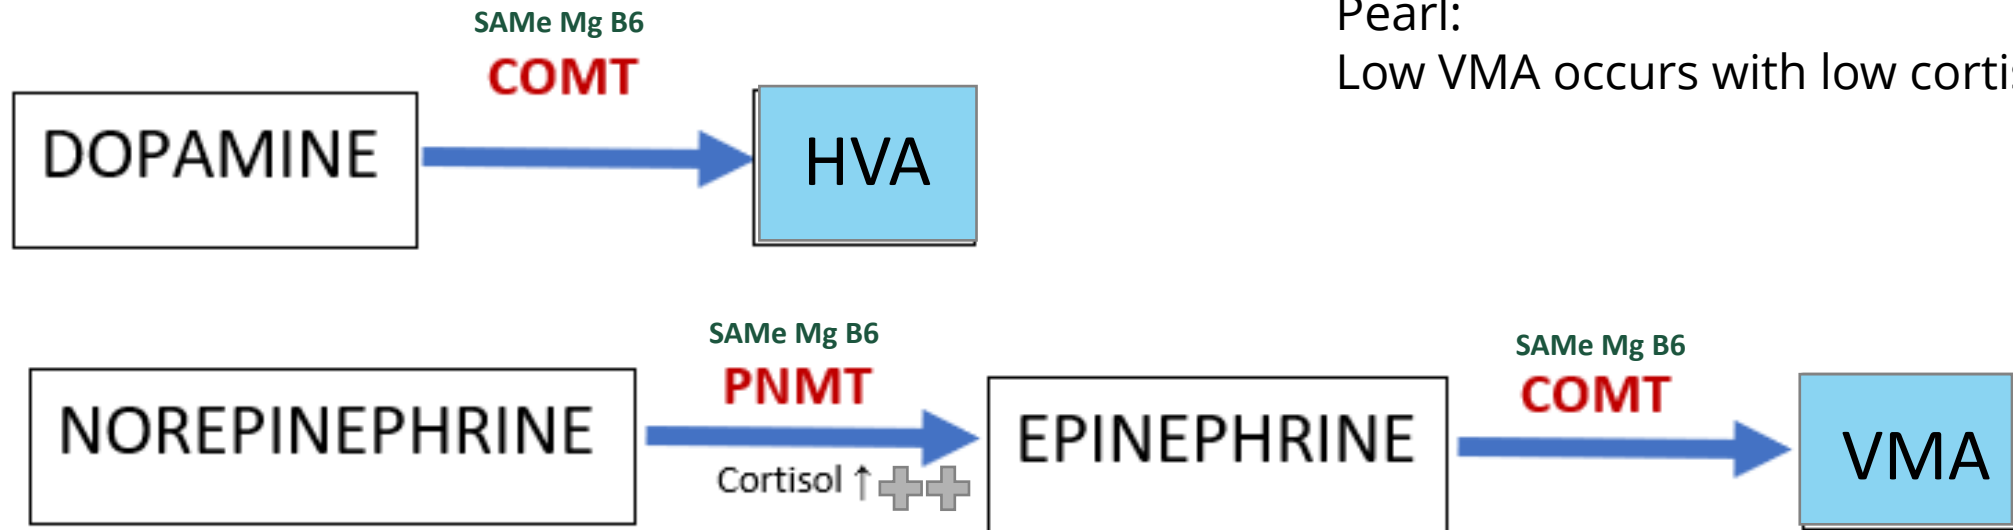 SAMe Mg B6
COMT
DOPAMINE
HVA
Pearl:
Low VMA occurs with low
SAMe Mg B6
PNMT
NOREPINEPHRINE
Cortisol ↑
EPINEPHRINE
SAMe Mg B6
COMT
VMA